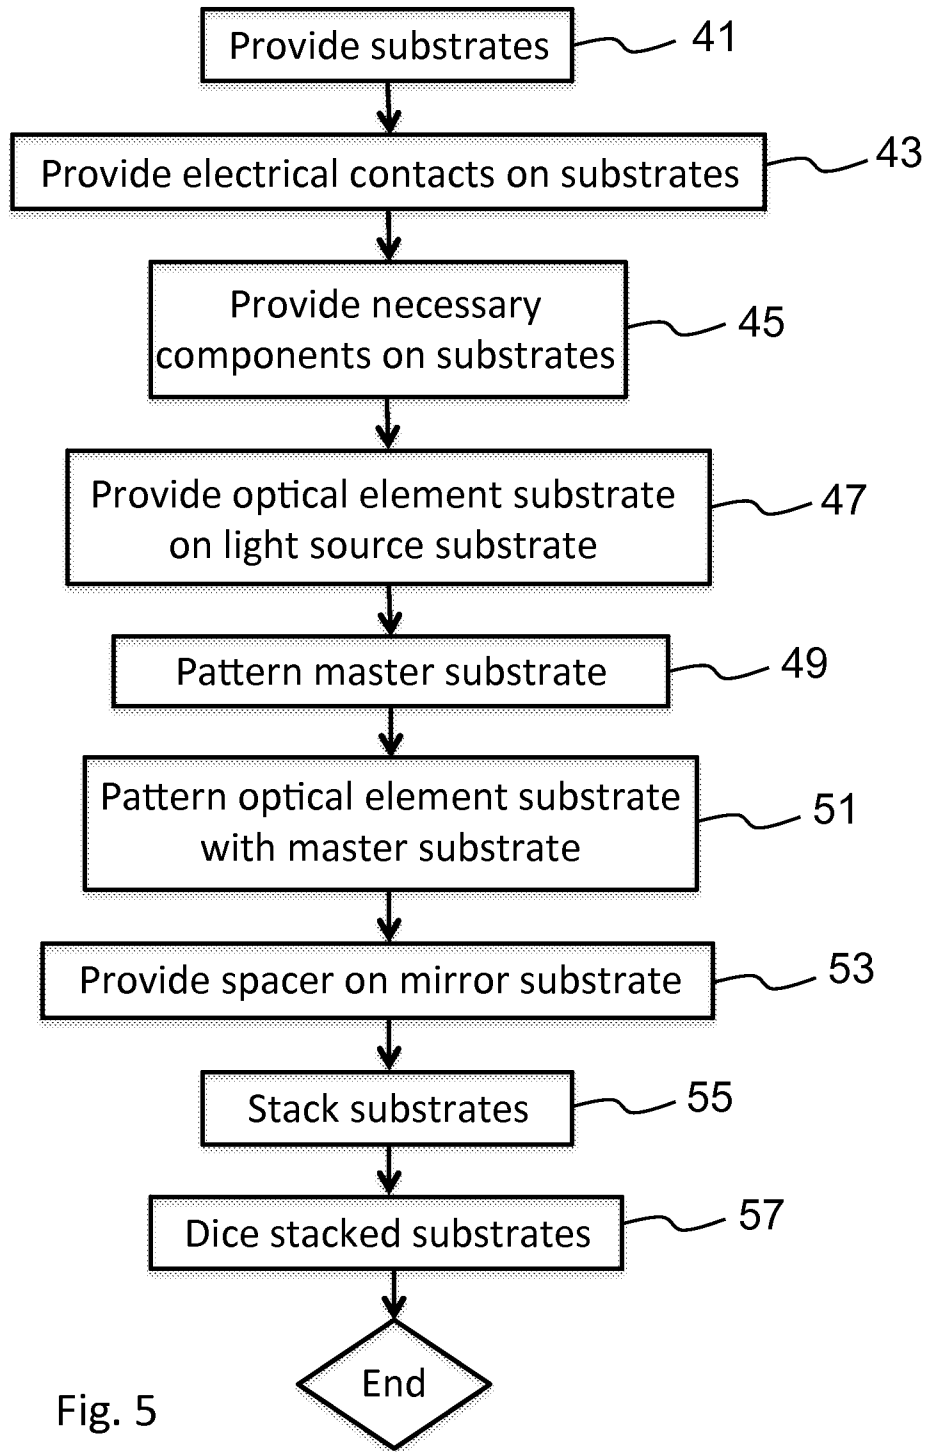 Provide substrates
41
Provide electrical contacts on substrates
43
Provide necessary
components on substrates
45
Provide optical element substrate
on light source substrate
47
Pattern master substrate
49
Pattern optical element substrate
with master substrate
51
Provide spacer on mirror substrate
53
Stack substrates
55
Dice stacked substrates
57
End
Fig. 5